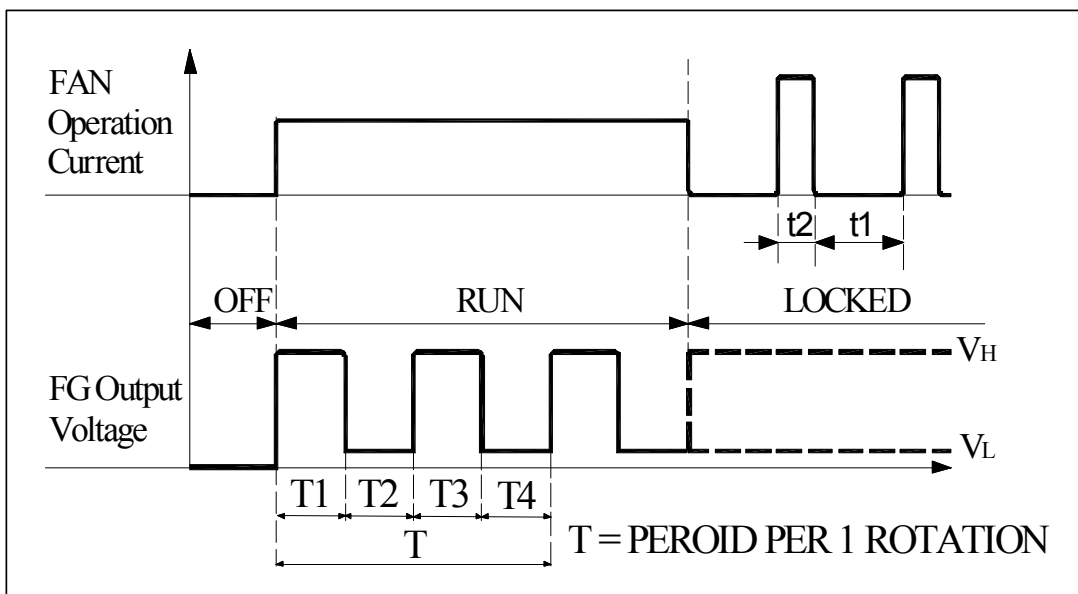 FAN
Operation
Current
t2 t1
OFF RUN LOCKED
VH
FG Output
Voltage
VL
T1 T2 T3 T4
T
T = PEROID PER 1 ROTATION